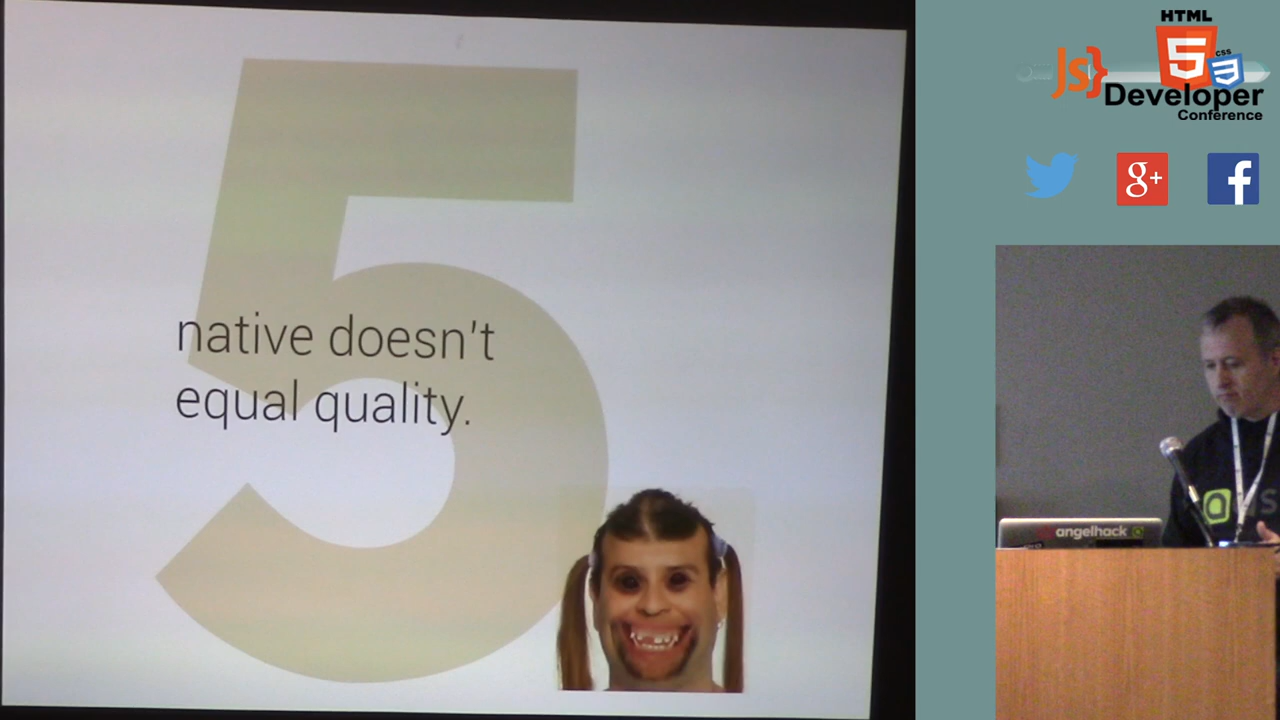 5
native doesn't
equal quality.
HTML
JS}
5
css
3
Developer
Conference
g+
f
angelhack